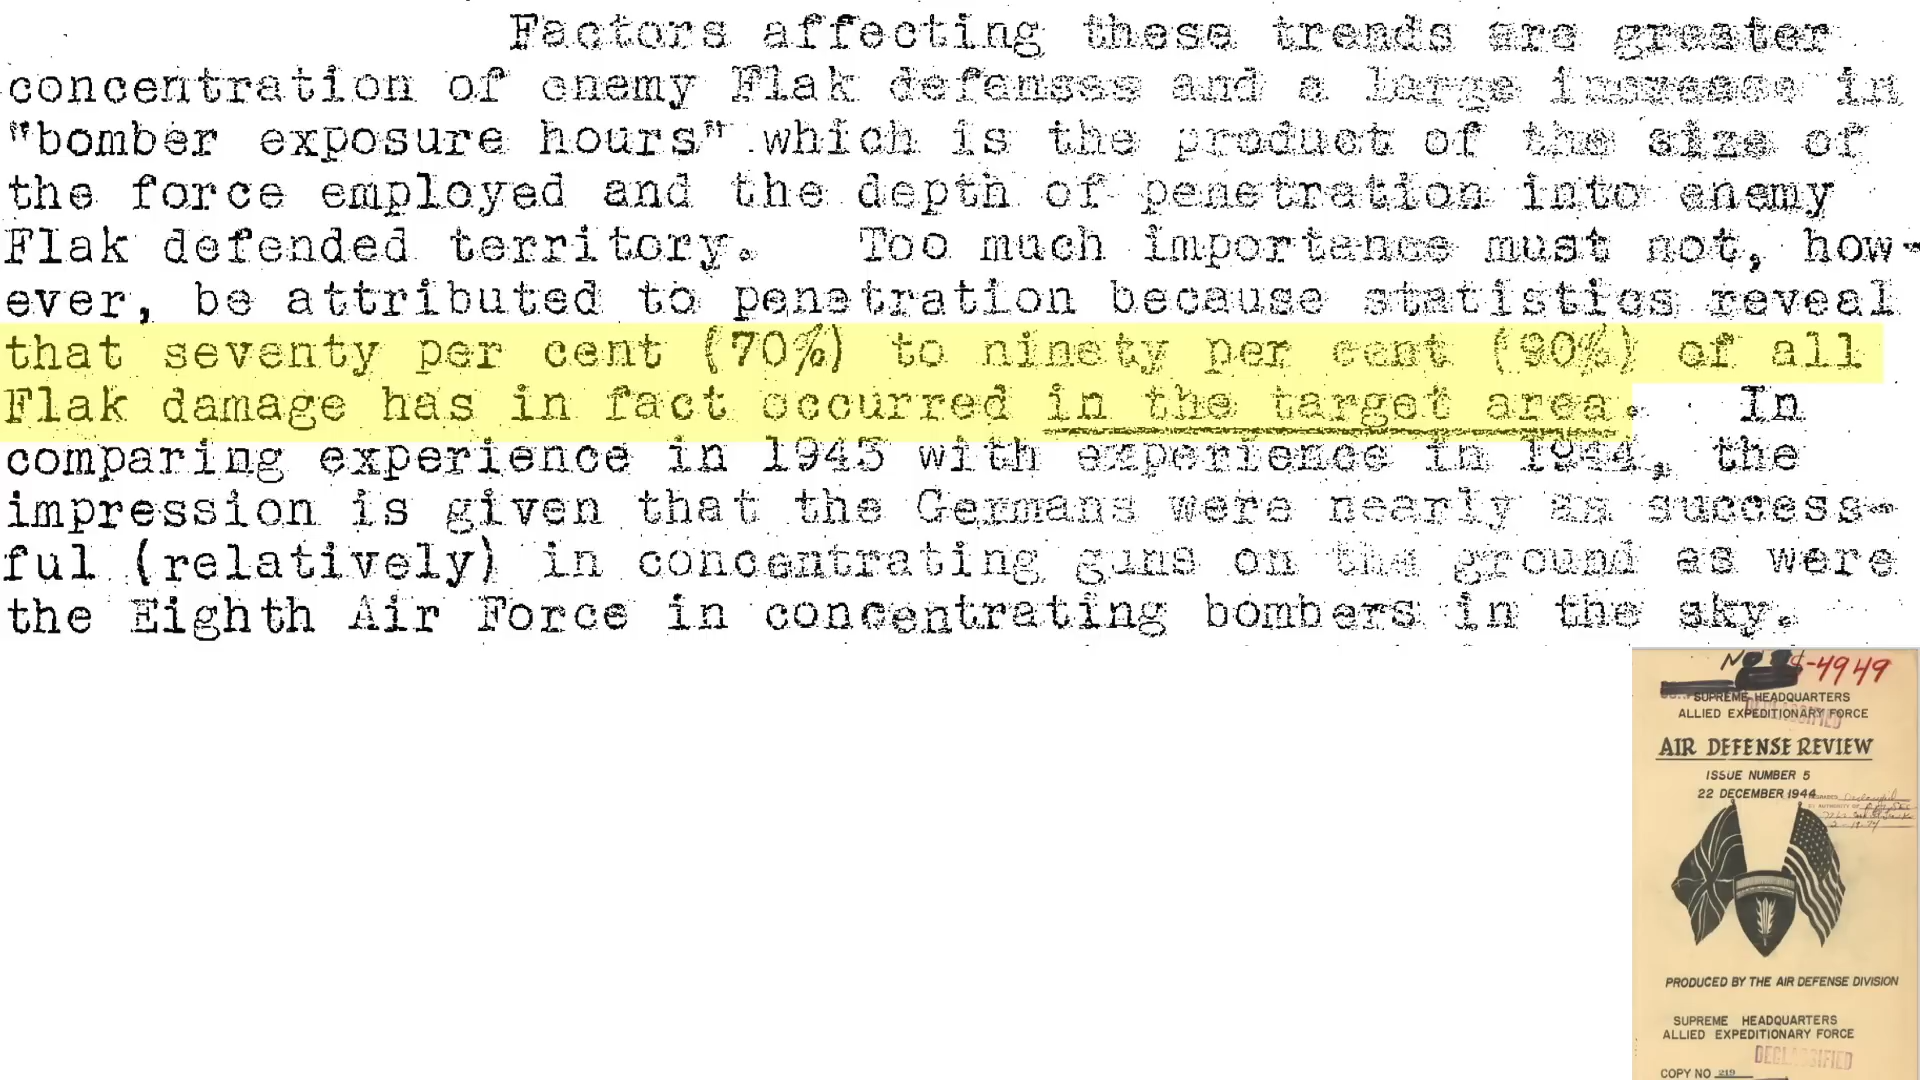 Factors affecting these trends are greater
concentration of enemy Flak defenses and a large increase in
"bomber exposure hours" which is the product of the size of
the force employed and the depth of penetration into enemy
Flak defended territory. Too much importance must not, how-
ever, be attributed to penetration because statistics reveal
that seventy per cent (70%) to ninety per cent (90%) of all
Flak damage has in fact occurred in the target area. In
comparing experience in 1943 with experience in 1944, the
impression is given that the Germans were nearly as success-
ful (relatively) in concentrating guns on the ground as were
the Eighth Air Force in concentrating bombers in the sky.
-4949
SUPREME HEADQUARTERS
ALLIED EXPEDITIONARY FORCE
DECLASSIFIED
AIR DEFENSE REVIEW
ISSUE NUMBER 5
22 DECEMBER 1944
PRODUCED BY THE AIR DEFENSE DIVISION
SUPREME HEADQUARTERS
ALLIED EXPEDITIONARY FORCE
DECLASSIFIED
COPY NO 219